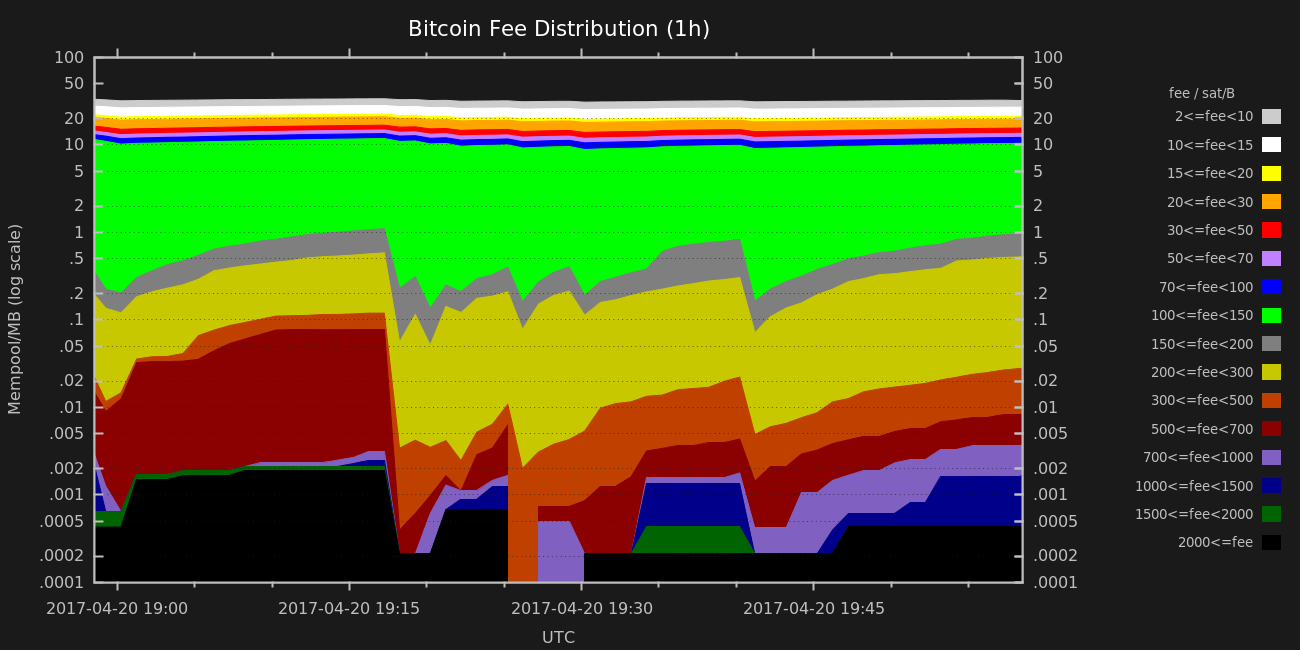 Bitcoin Fee Distribution (1h)
Mempool/MB (log scale)
100
50
20
10
5
2
1
.5
.2
.1
.05
.02
.01
.005
.002
.001
.0005
.0002
.0001
100
50
20
10
5
2
1
.5
.2
.1
.05
.02
.01
.005
.002
.001
.0005
.0002
.0001
2017-04-20 19:00 2017-04-20 19:15 2017-04-20 19:30 2017-04-20 19:45
UTC
fee / sat/B
2<=fee<10
10<=fee<15
15<=fee<20
20<=fee<30
30<=fee<50
50<=fee<70
70<=fee<100
100<=fee<150
150<=fee<200
200<=fee<300
300<=fee<500
500<=fee<700
700<=fee<1000
1000<=fee<1500
1500<=fee<2000
2000<=fee